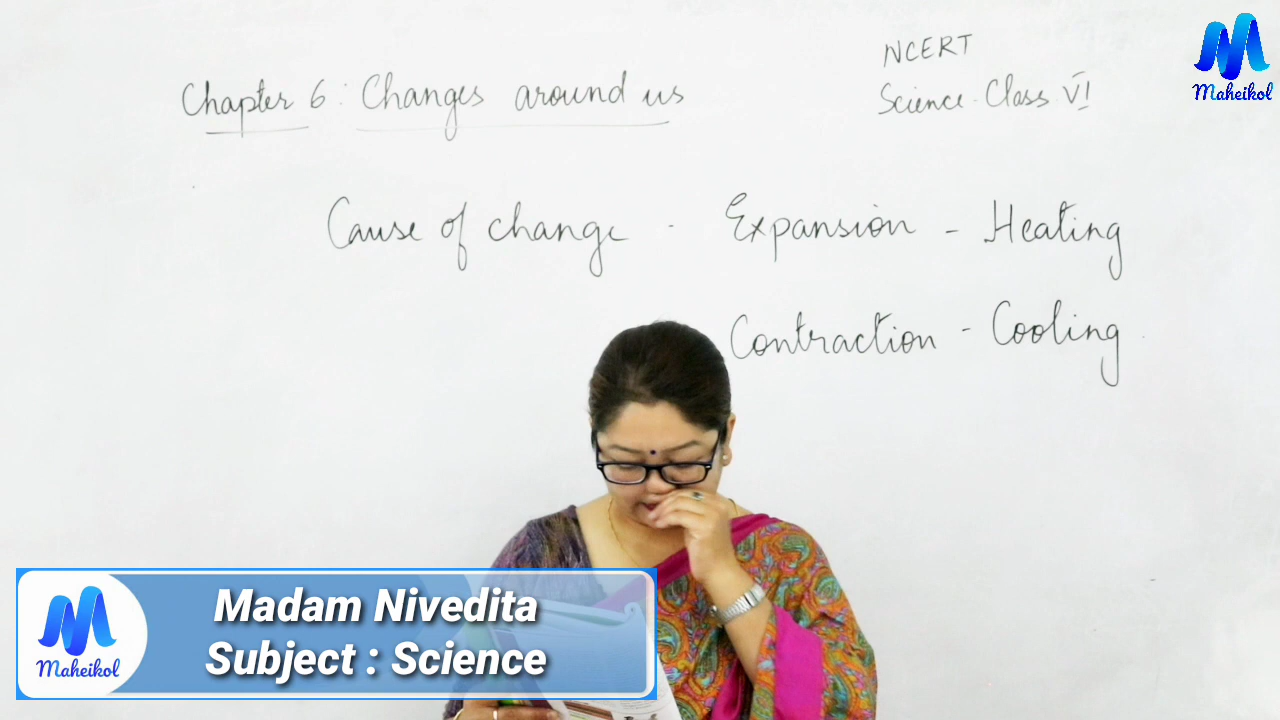 NCERT
Chapter 6 : Changes around us
Science - Class VI
Cause of change - Expansion - Heating
Contraction - Cooling
Maheikol
Madam Nivedita
Subject : Science
Maheikol